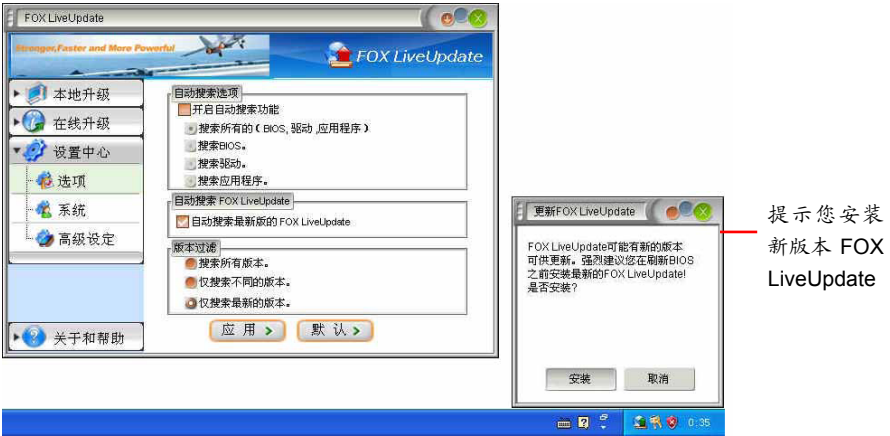 FOX LiveUpdate
Stronger,Faster and More Powerful
FOX LiveUpdate
本地升级
在线升级
设置中心
选项
系统
高级设定
关于和帮助
自动搜索选项
开启自动搜索功能
搜索所有的(BIOS, 驱动 ,应用程序)
搜索BIOS。
搜索驱动。
搜索应用程序。
自动搜索 FOX LiveUpdate
自动搜索最新版的 FOX LiveUpdate
版本过滤
搜索所有版本。
仅搜索不同的版本。
仅搜索最新的版本。
应 用
默 认
更新FOX LiveUpdate
FOX LiveUpdate可能有新的版本
可供更新。强烈建议您在刷新BIOS
之前安装最新的FOX LiveUpdate!
是否安装?
安装
取消
提示您安装
新版本 FOX
LiveUpdate
0:35